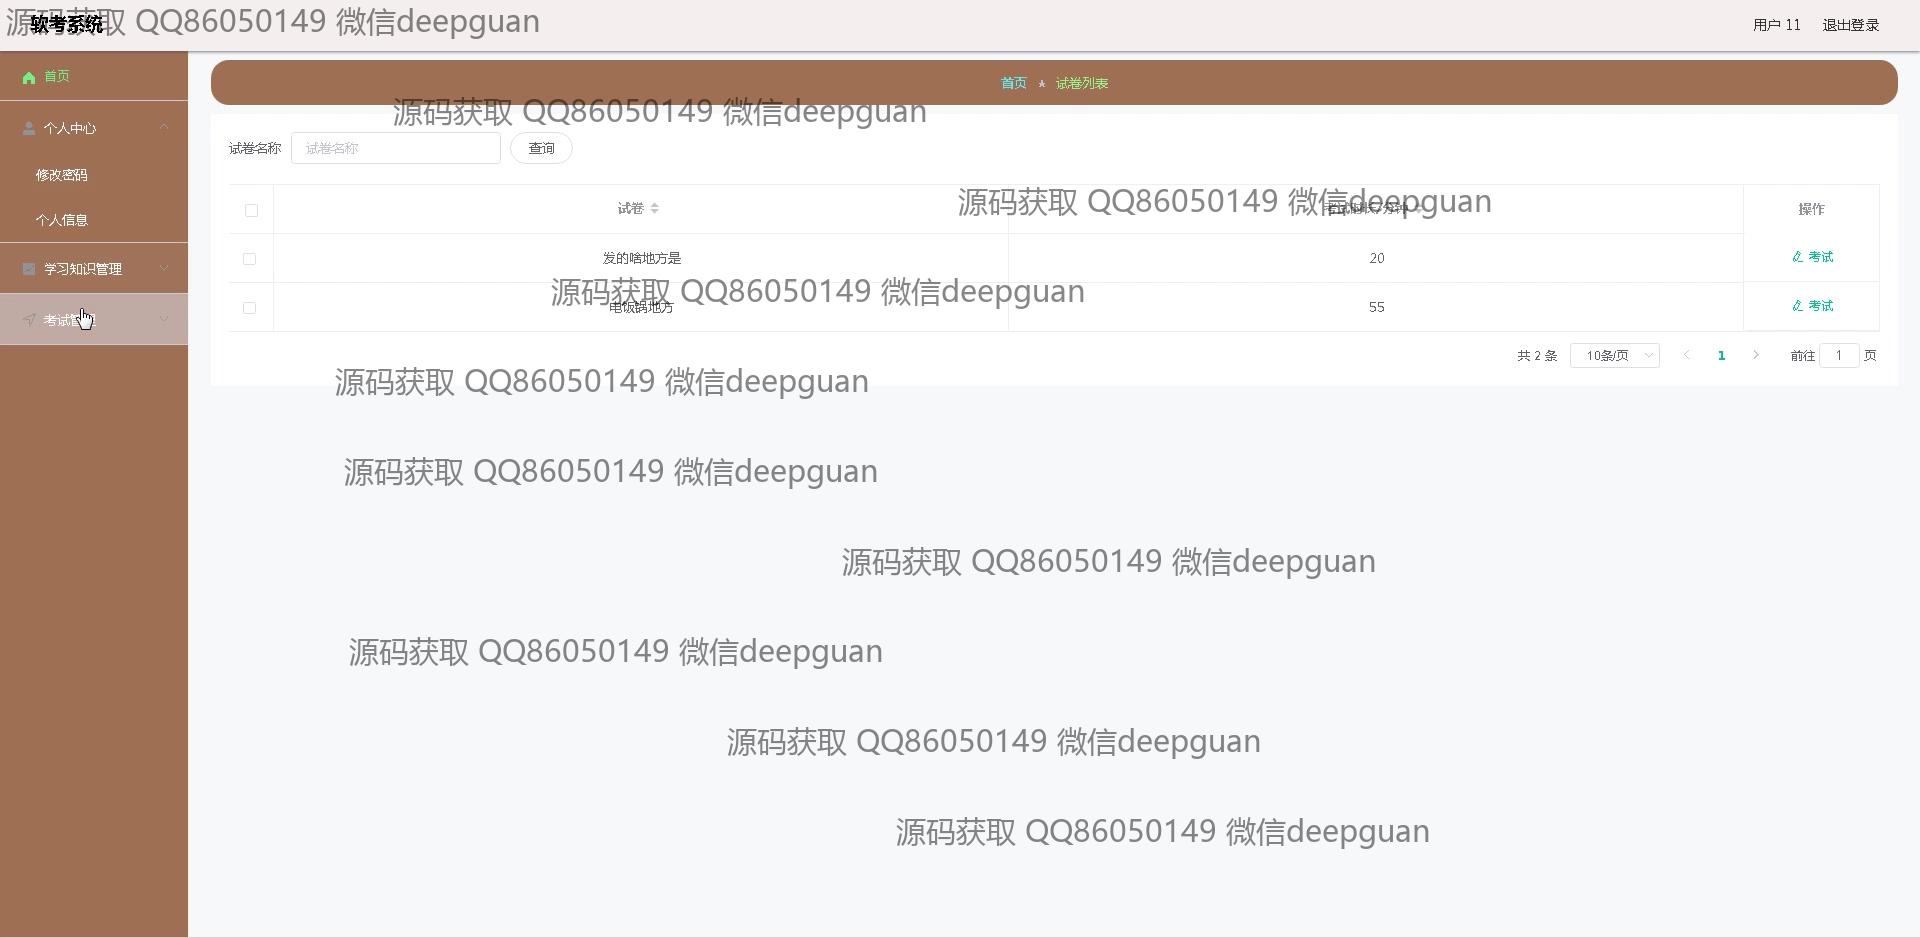 源码获取 QQ86050149 微信deepguan
软考系统
用户 11 退出登录
首页
首页 * 试卷列表
源码获取 QQ86050149 微信deepguan
个人中心
试卷名称 试卷名称 查询
修改密码
源码获取 QQ86050149 微信deepguan
试卷 考试时长/分钟 操作
个人信息
发的啥地方是 20 考试
学习知识管理
源码获取 QQ86050149 微信deepguan
电饭锅地方 55 考试
考试管理
共 2 条 10条/页 1 前往 1 页
源码获取 QQ86050149 微信deepguan
源码获取 QQ86050149 微信deepguan
源码获取 QQ86050149 微信deepguan
源码获取 QQ86050149 微信deepguan
源码获取 QQ86050149 微信deepguan
源码获取 QQ86050149 微信deepguan